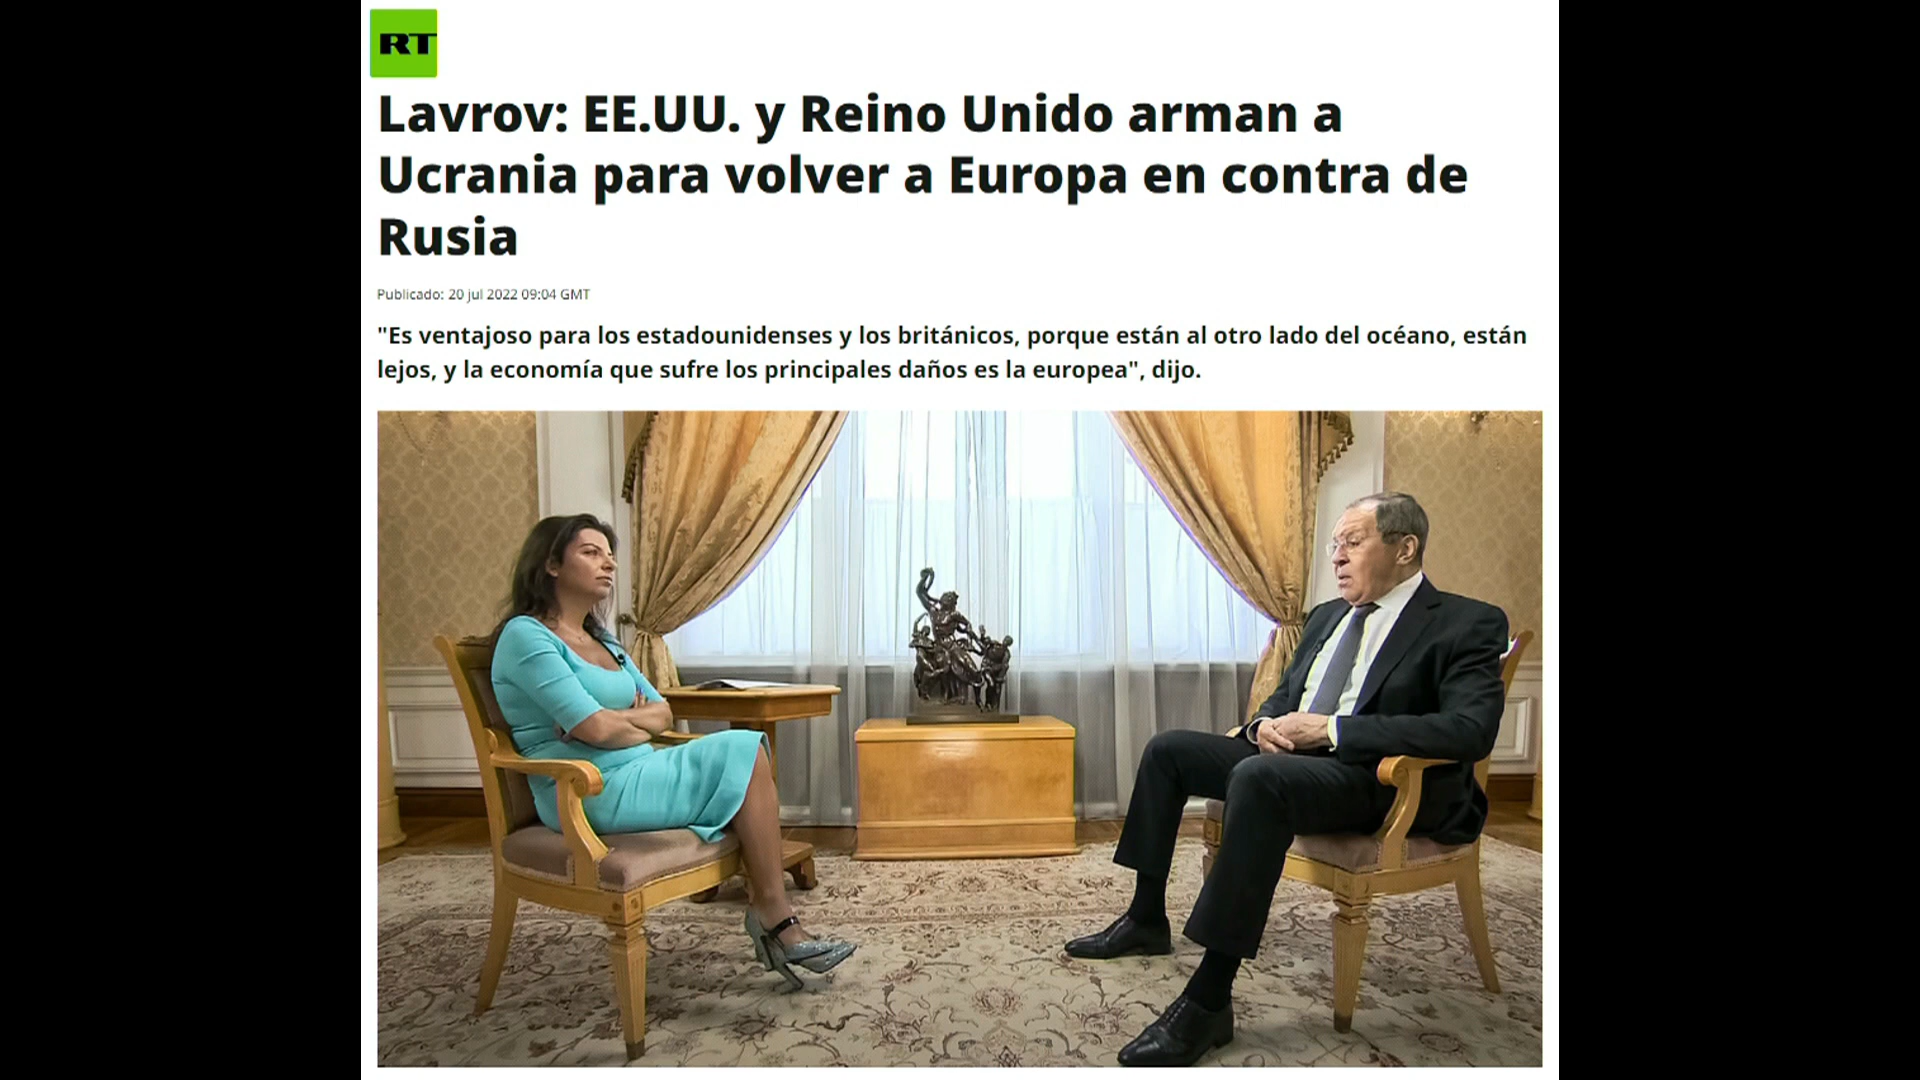 RT
Lavrov: EE.UU. y Reino Unido arman a
Ucrania para volver a Europa en contra de
Rusia
Publicado: 20 jul 2022 09:04 GMT
"Es ventajoso para los estadounidenses y los británicos, porque están al otro lado del océano, están
lejos, y la economía que sufre los principales daños es la europea", dijo.